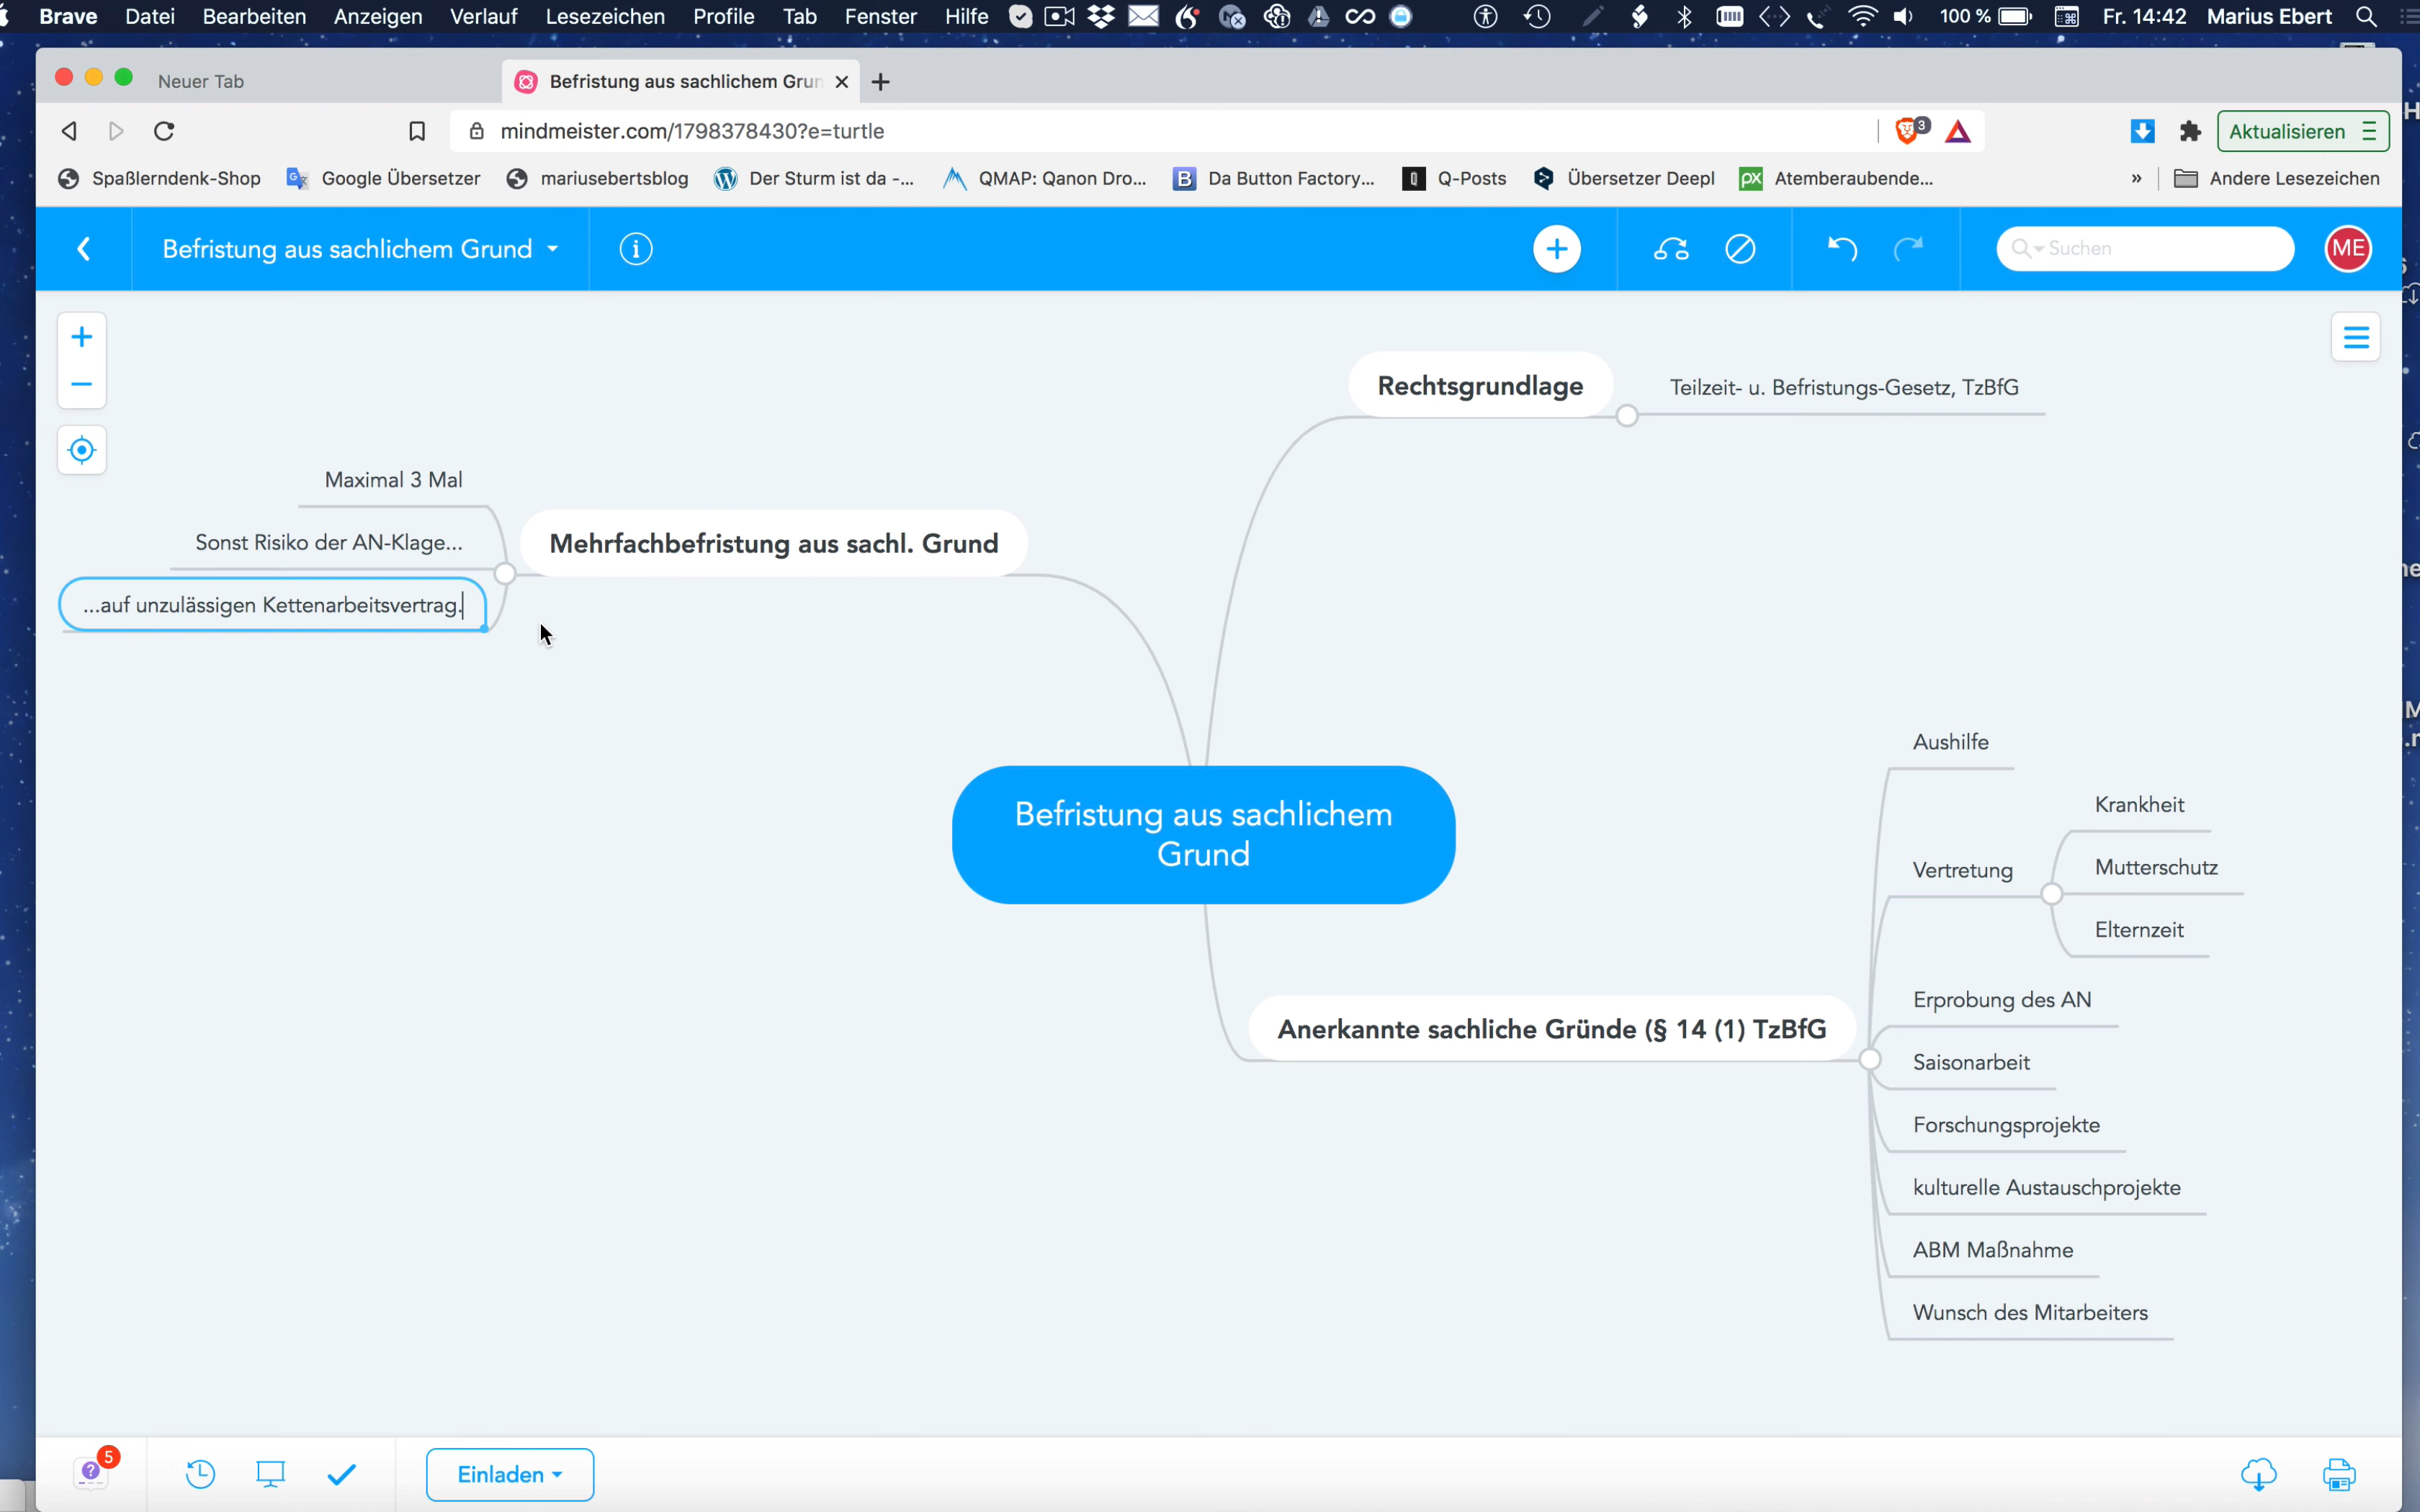 Brave Datei Bearbeiten Anzeigen Verlauf Lesezeichen Profile Tab Fenster Hilfe 100 % Fr. 14:42 Marius Ebert
Neuer Tab Befristung aus sachlichem Grun
mindmeister.com/1798378430?e=turtle 3 Aktualisieren
Spaßlerndenk-Shop Google Übersetzer mariusebertsblog Der Sturm ist da -... QMAP: Qanon Dro... Da Button Factory... Q-Posts Übersetzer Deepl Atemberaubende... » Andere Lesezeichen
Befristung aus sachlichem Grund Suchen ME
Rechtsgrundlage Teilzeit- u. Befristungs-Gesetz, TzBfG
Maximal 3 Mal
Sonst Risiko der AN-Klage...
Mehrfachbefristung aus sachl. Grund
...auf unzulässigen Kettenarbeitsvertrag.
Befristung aus sachlichem
Grund
Anerkannte sachliche Gründe (§ 14 (1) TzBfG
Aushilfe
Vertretung
Krankheit
Mutterschutz
Elternzeit
Erprobung des AN
Saisonarbeit
Forschungsprojekte
kulturelle Austauschprojekte
ABM Maßnahme
Wunsch des Mitarbeiters
5
Einladen